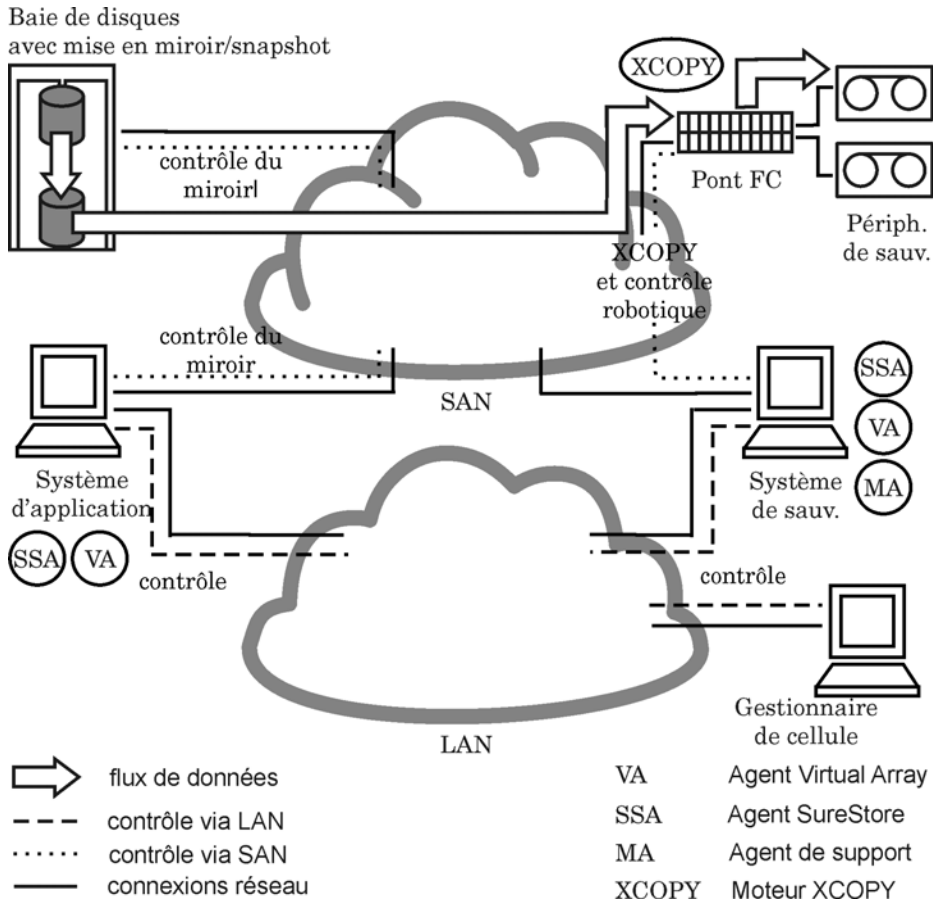 Baie de disques
avec mise en miroir/snapshot
XCOPY
contrôle du
miroirl
Pont FC
Périph.
de sauv.
XCOPY
et contrôle
robotique
contrôle du
miroir
SAN
SSA
VA
MA
Système
d'application
Système
de sauv.
SSA
VA
contrôle
contrôle
Gestionnaire
de cellule
LAN
flux de données
contrôle via LAN
contrôle via SAN
connexions réseau
VA Agent Virtual Array
SSA Agent SureStore
MA Agent de support
XCOPY Moteur XCOPY